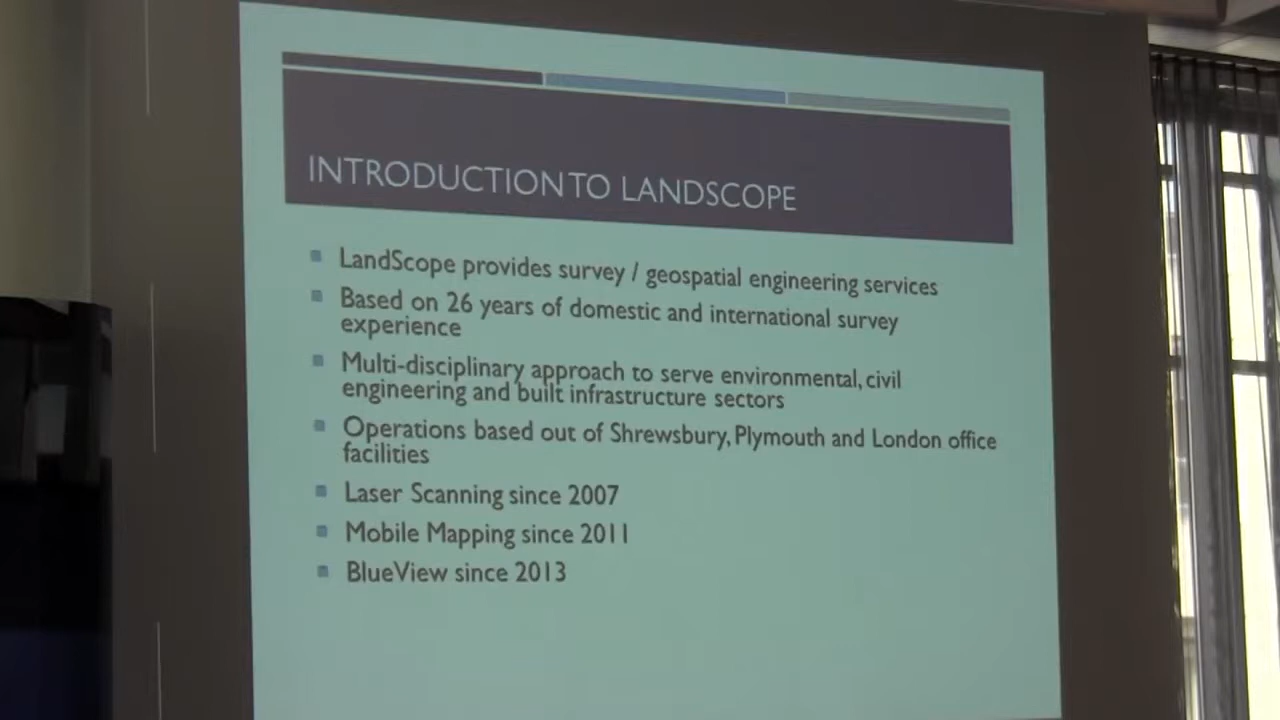 INTRODUCTION TO LANDSCOPE
LandScope provides survey / geospatial engineering services
Based on 26 years of domestic and international survey
experience
Multi-disciplinary approach to serve environmental, civil
engineering and built infrastructure sectors
Operations based out of Shrewsbury, Plymouth and London office
facilities
Laser Scanning since 2007
Mobile Mapping since 2011
BlueView since 2013